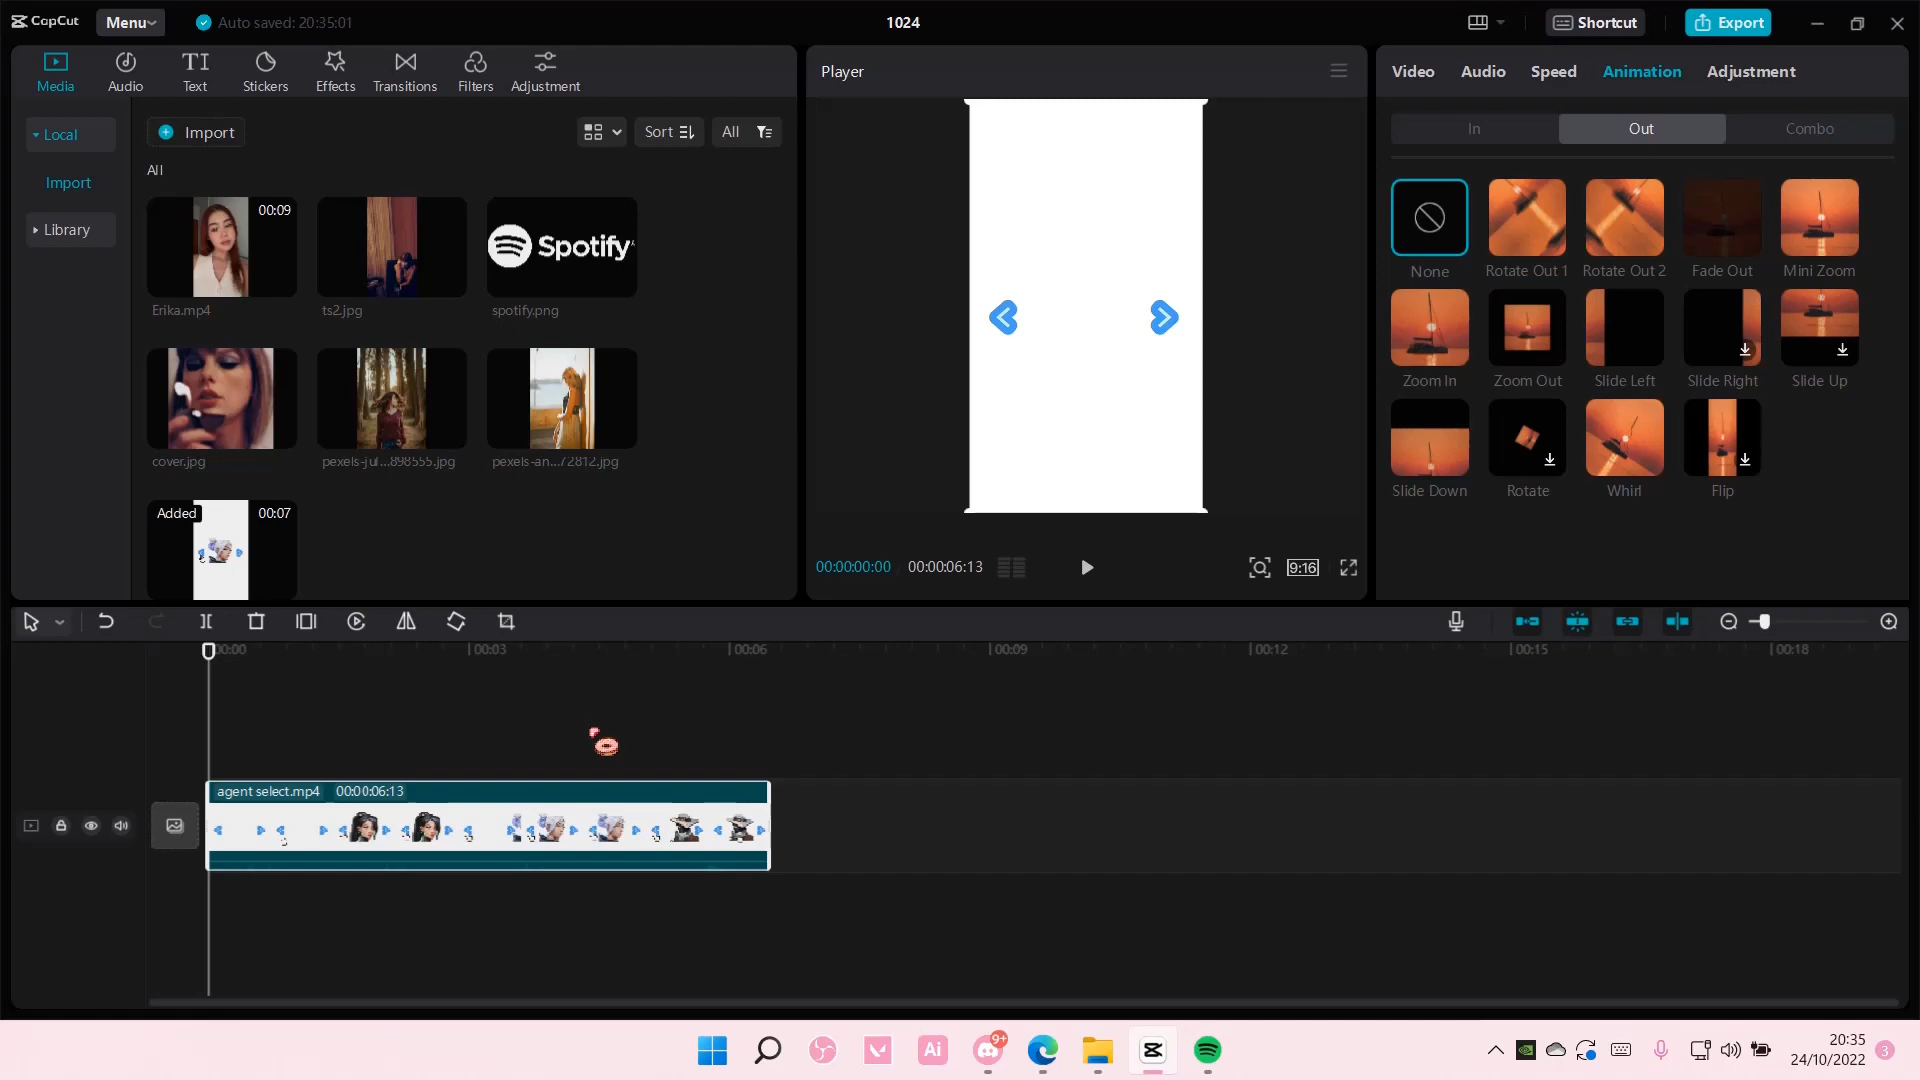 CapCut
Menu
Auto saved: 20:35:01
1024
Shortcut
Export
Media
Audio
Text
Stickers
Effects
Transitions
Filters
Adjustment
Local
Import
Library
Import
Sort
All
All
00:09
Erika.mp4
ts2.jpg
Spotify
spotify.png
cover.jpg
pexels-jul...898555.jpg
pexels-an...72812.jpg
Added
00:07
Player
00:00:00:00
00:00:06:13
9:16
Video
Audio
Speed
Animation
Adjustment
In
Out
Combo
None
Rotate Out 1
Rotate Out 2
Fade Out
Mini Zoom
Zoom In
Zoom Out
Slide Left
Slide Right
Slide Up
Slide Down
Rotate
Whirl
Flip
00:00
00:03
00:06
00:09
00:12
00:15
00:18
agent select.mp4
00:00:06:13
Ai
9+
20:35
24/10/2022
3